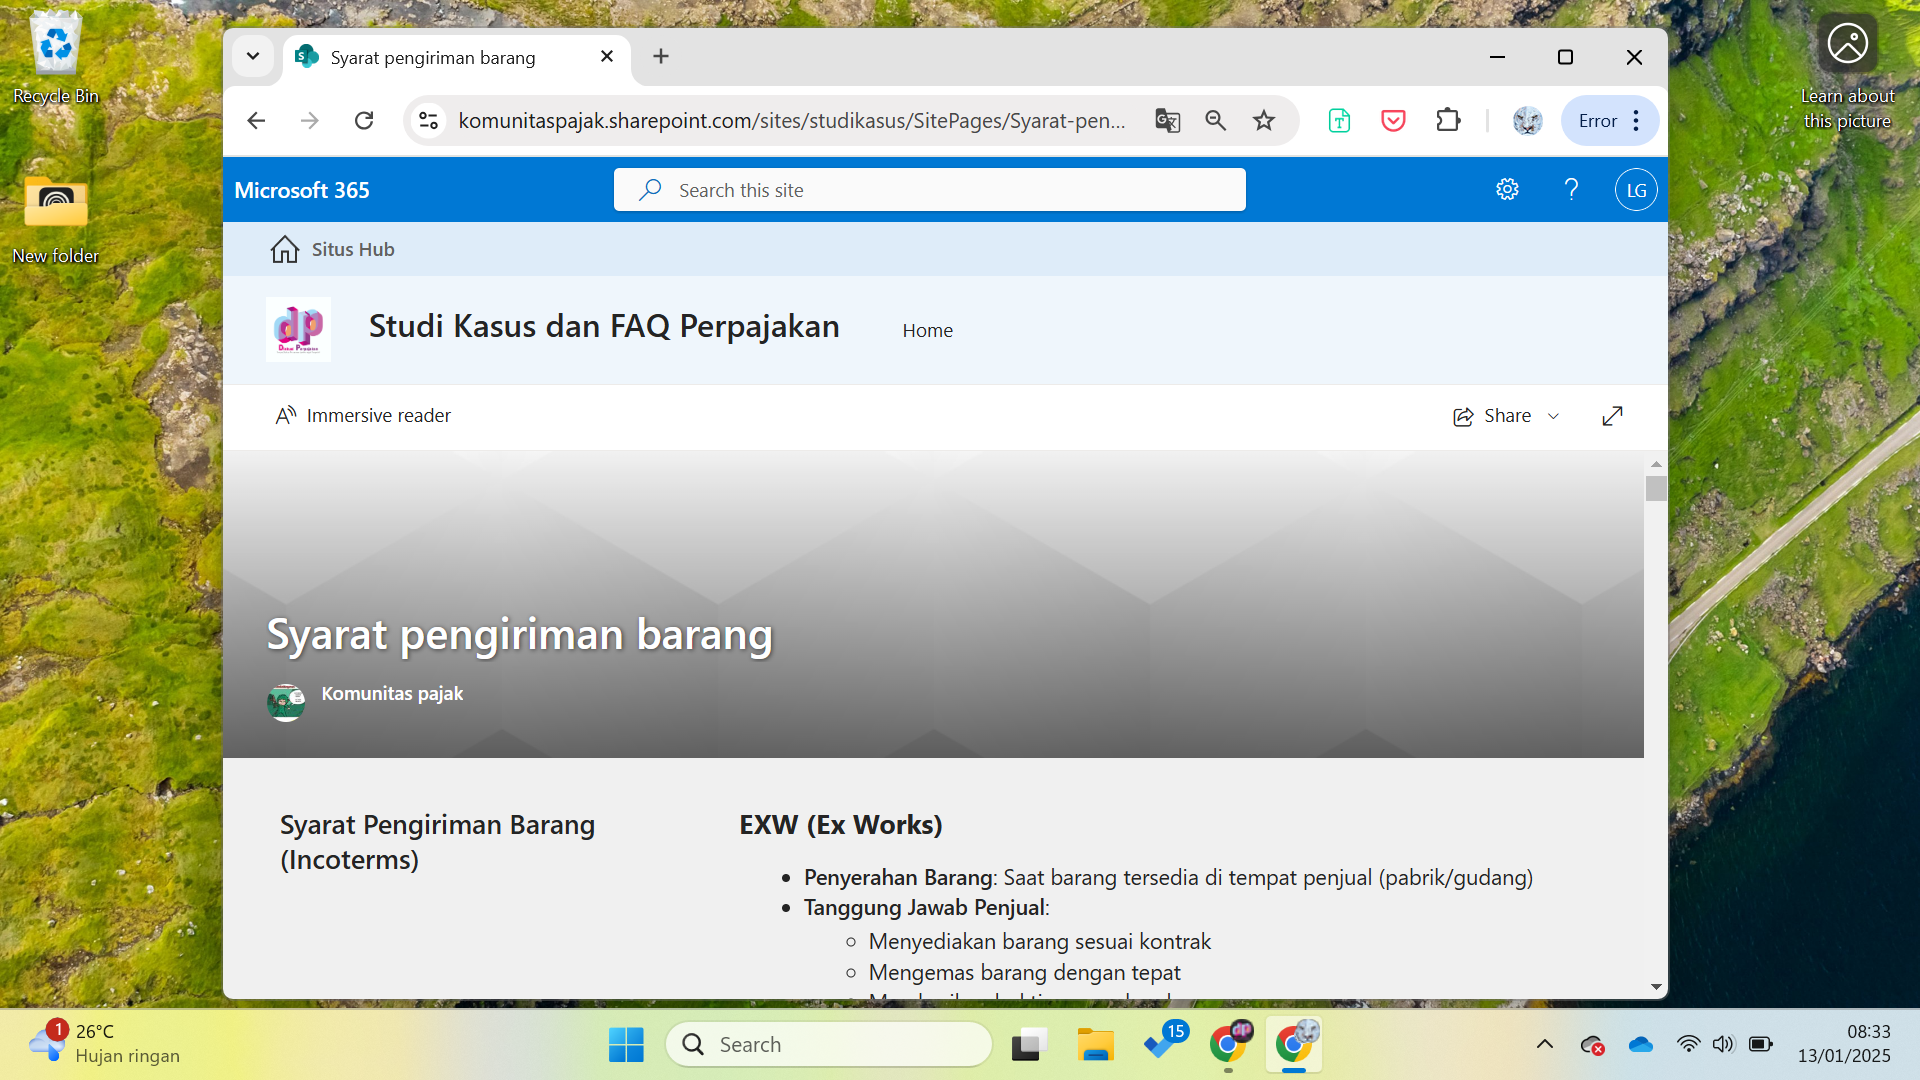 Recycle Bin
New folder
Learn about
this picture
Syarat pengiriman barang
komunitaspajak.sharepoint.com/sites/studikasus/SitePages/Syarat-pen...
Error
Microsoft 365
Search this site
LG
Situs Hub
dp
Studi Kasus dan FAQ Perpajakan
Home
Immersive reader
Share
Syarat pengiriman barang
Komunitas pajak
Syarat Pengiriman Barang
(Incoterms)
EXW (Ex Works)
Penyerahan Barang: Saat barang tersedia di tempat penjual (pabrik/gudang)
Tanggung Jawab Penjual:
Menyediakan barang sesuai kontrak
Mengemas barang dengan tepat
1
26°C
Hujan ringan
Search
15
dp
08:33
13/01/2025